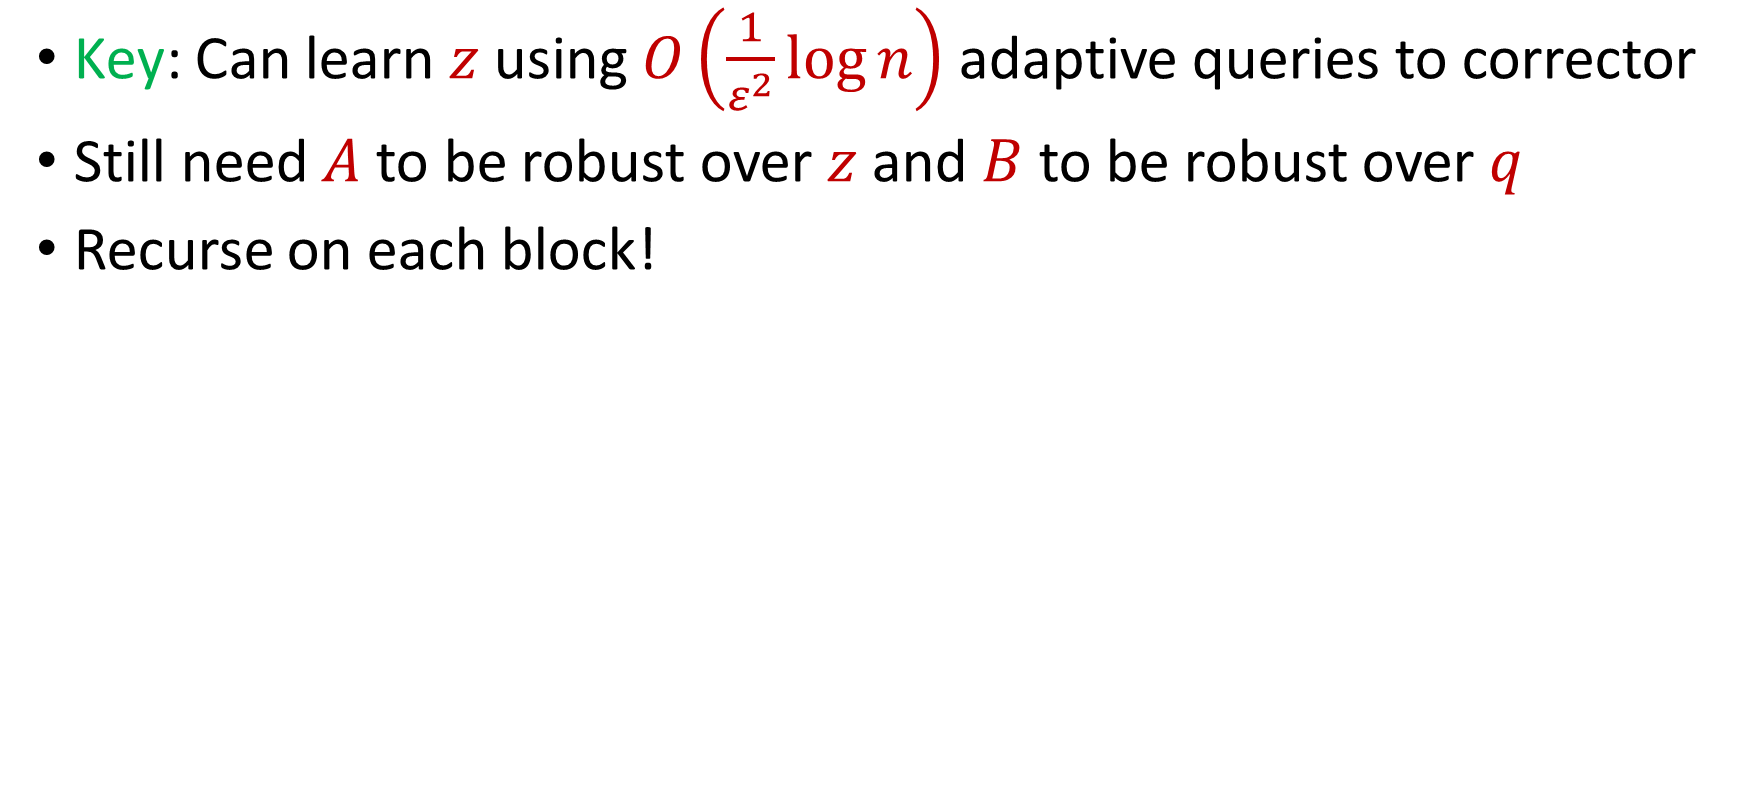 • Key: Can learn z using O(1/ε² log n) adaptive queries to corrector
• Still need A to be robust over z and B to be robust over q
• Recurse on each block!